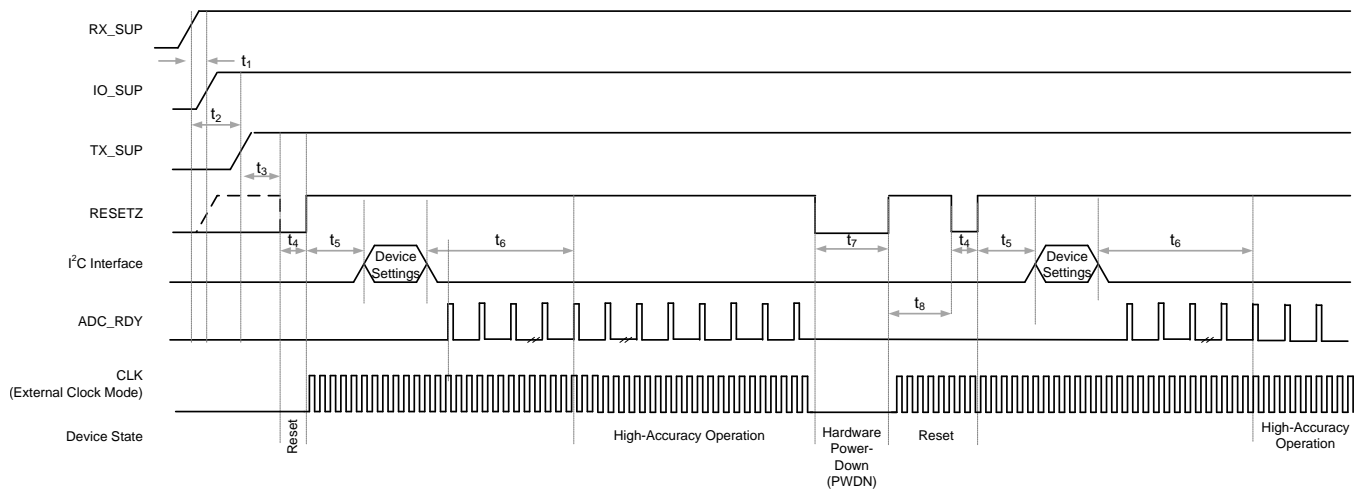 RX_SUP
t1
IO_SUP
t2
TX_SUP
t3
RESETZ
t4
t5
t6
t7
t4
t5
t6
I2C Interface
Device
Settings
Device
Settings
t8
ADC_RDY
CLK
(External Clock Mode)
Device State
Reset
High-Accuracy Operation
Hardware
Power-
Down
(PWDN)
Reset
High-Accuracy
Operation